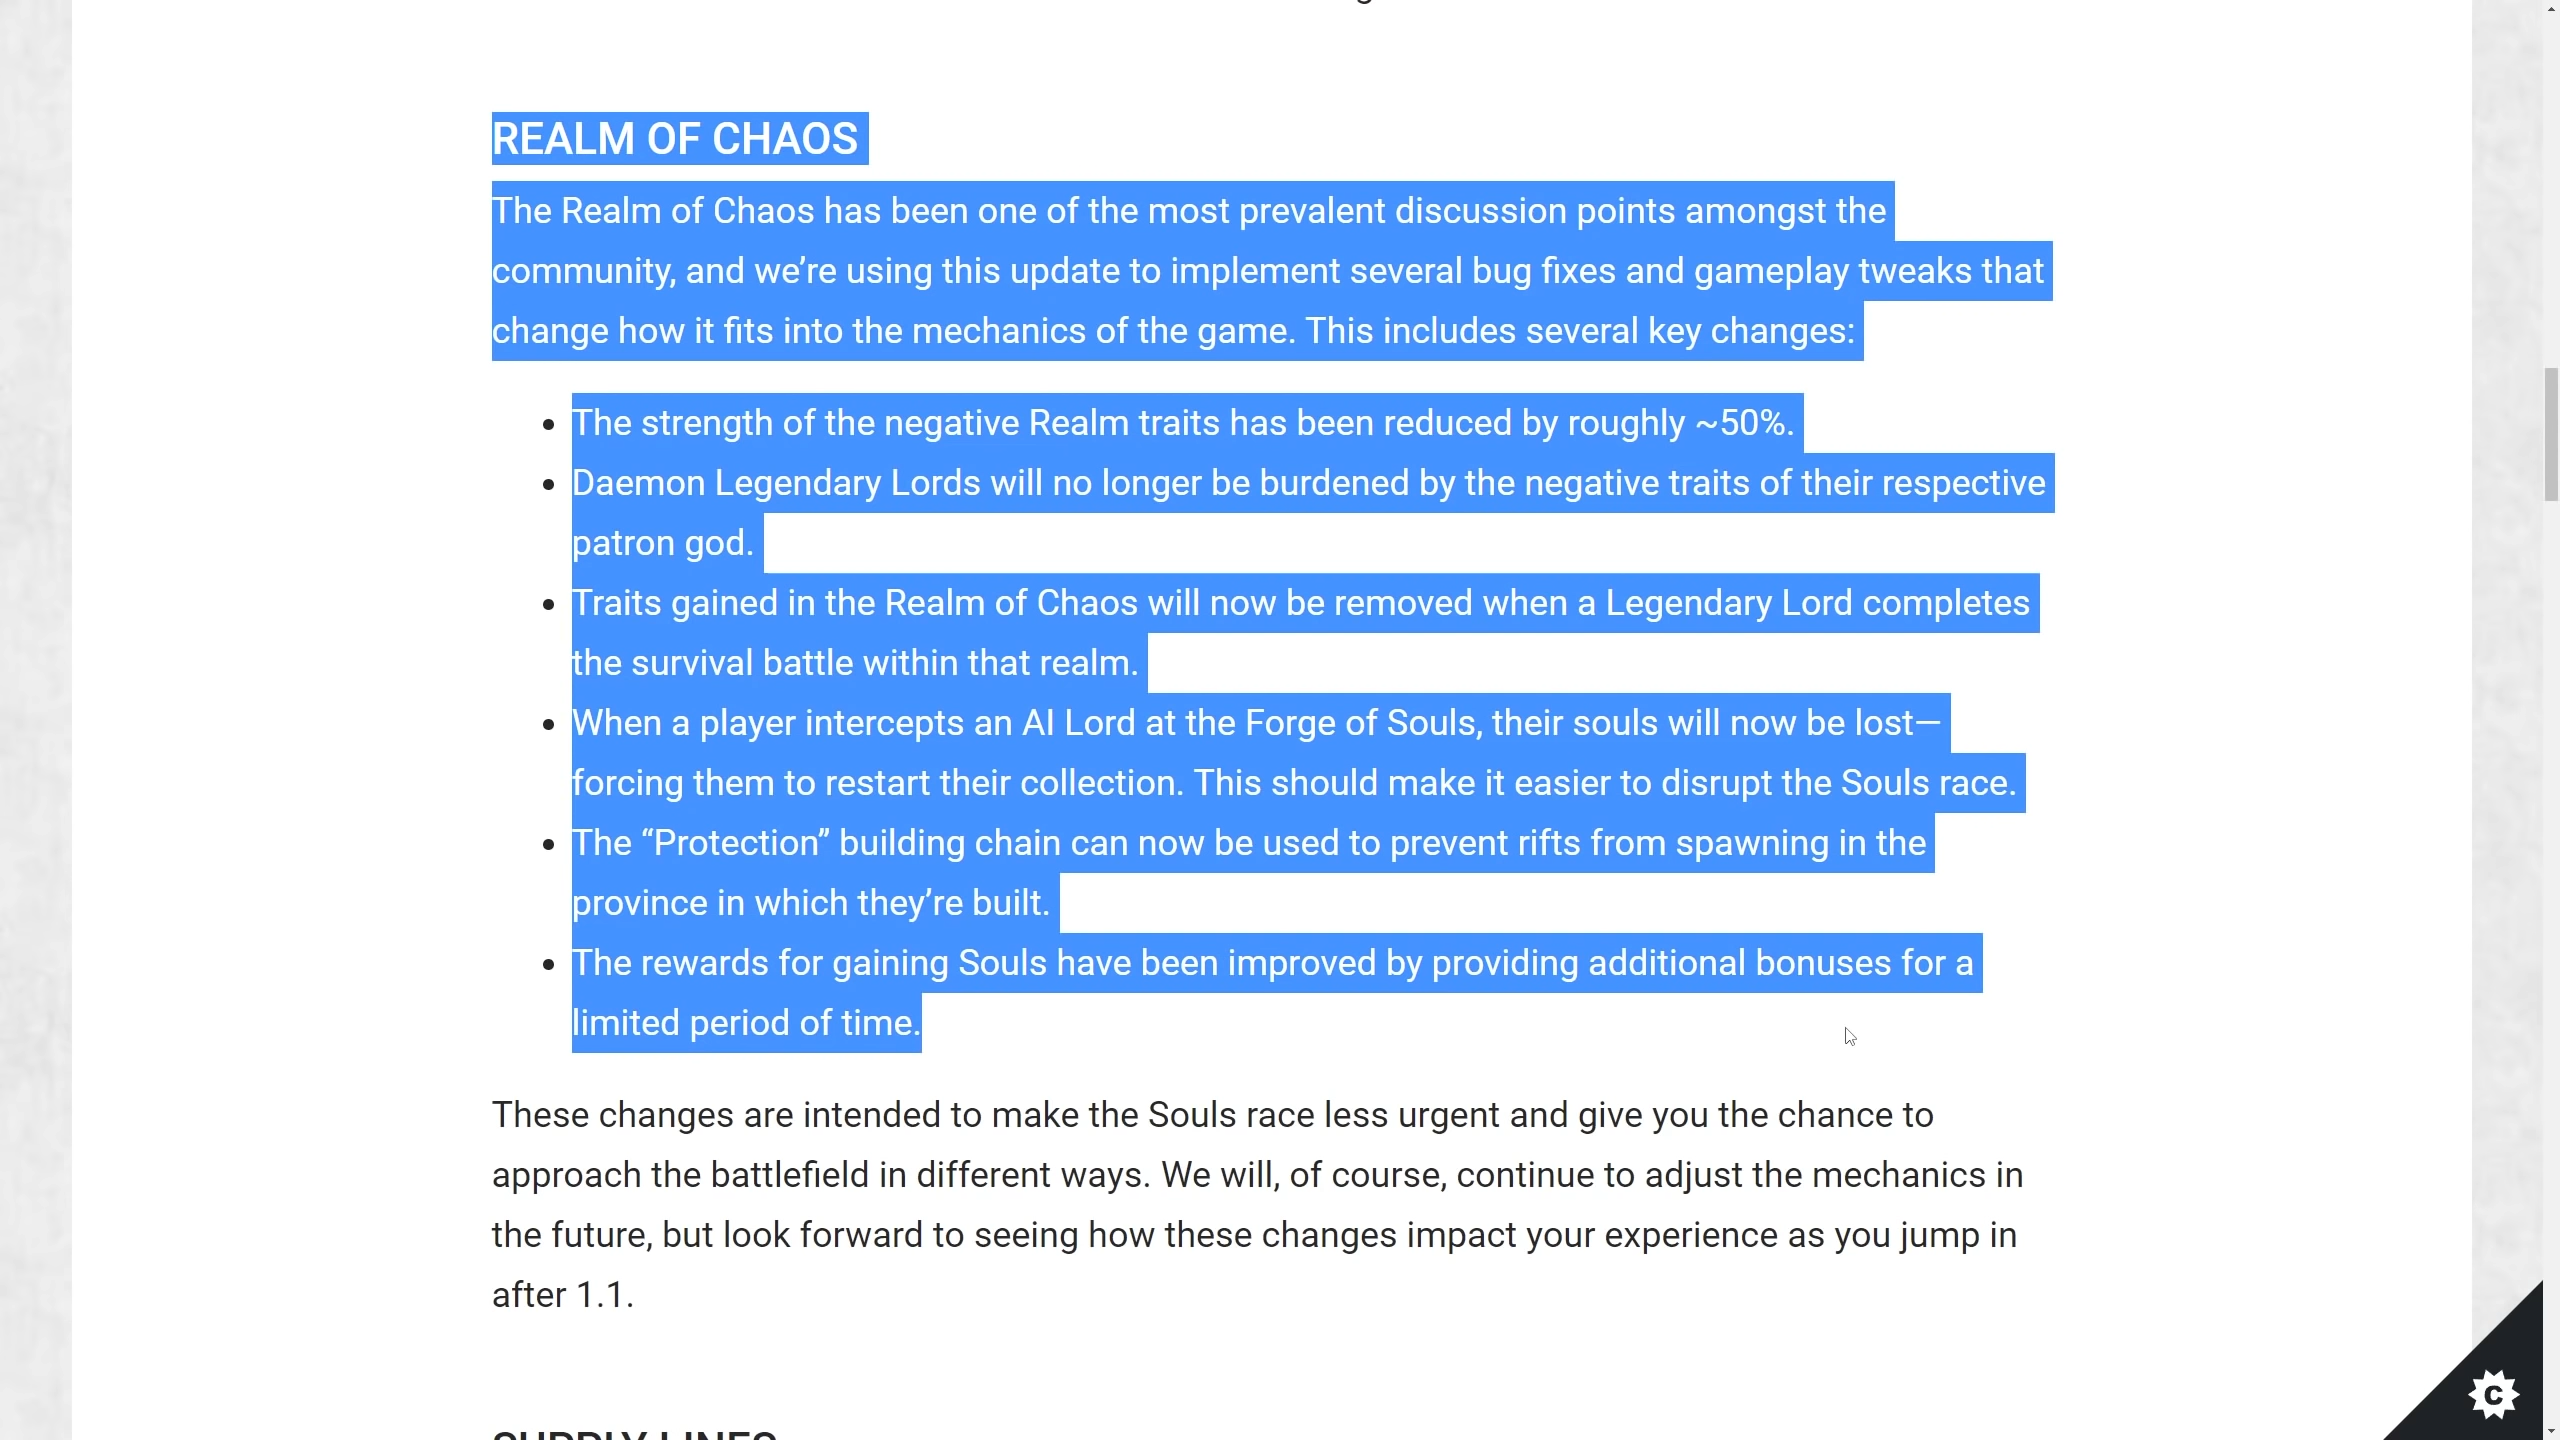 REALM OF CHAOS
The Realm of Chaos has been one of the most prevalent discussion points amongst the
community, and we’re using this update to implement several bug fixes and gameplay tweaks that
change how it fits into the mechanics of the game. This includes several key changes:
The strength of the negative Realm traits has been reduced by roughly ~50%.
Daemon Legendary Lords will no longer be burdened by the negative traits of their respective
patron god.
Traits gained in the Realm of Chaos will now be removed when a Legendary Lord completes
the survival battle within that realm.
When a player intercepts an AI Lord at the Forge of Souls, their souls will now be lost—
forcing them to restart their collection. This should make it easier to disrupt the Souls race.
The “Protection” building chain can now be used to prevent rifts from spawning in the
province in which they’re built.
The rewards for gaining Souls have been improved by providing additional bonuses for a
limited period of time.
These changes are intended to make the Souls race less urgent and give you the chance to
approach the battlefield in different ways. We will, of course, continue to adjust the mechanics in
the future, but look forward to seeing how these changes impact your experience as you jump in
after 1.1.
SUPPLY LINES
C